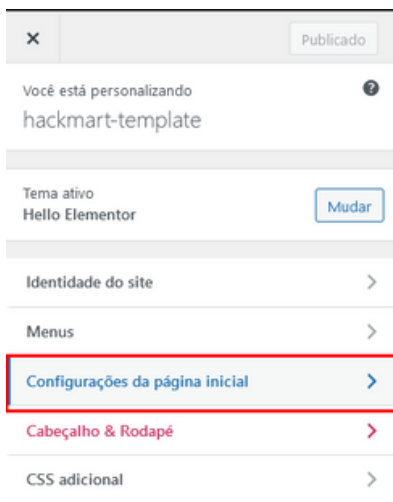 Publicado
Você está personalizando
hackmart-template
Tema ativo
Hello Elementor
Mudar
Identidade do site
Menus
Configurações da página inicial
Cabeçalho & Rodapé
CSS adicional